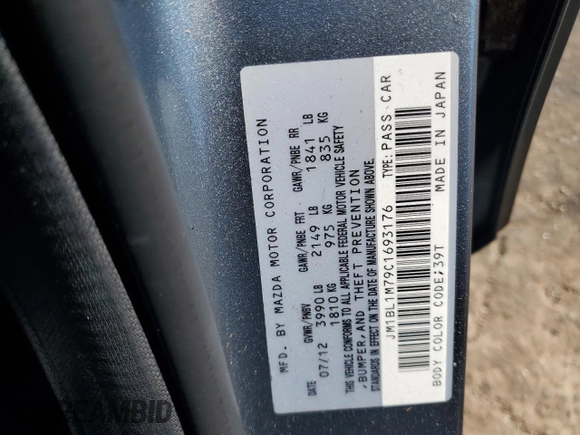 MFD. BY MAZDA MOTOR CORPORATION
GVWR/PNBV GAWR/PNBE FRT GAWR/PNBE RR
DATE 3990 LB 2149 LB 1841 LB
07/12 1810 KG 975 KG 835 KG
THIS VEHICLE CONFORMS TO ALL APPLICABLE FEDERAL MOTOR VEHICLE SAFETY
, BUMPER, AND THEFT PREVENTION
STANDARDS IN EFFECT ON THE DATE OF MANUFACTURE SHOWN ABOVE.
JM1BL1M79C1693176 TYPE: PASS CAR
BODY COLOR CODE;39T MADE IN JAPAN